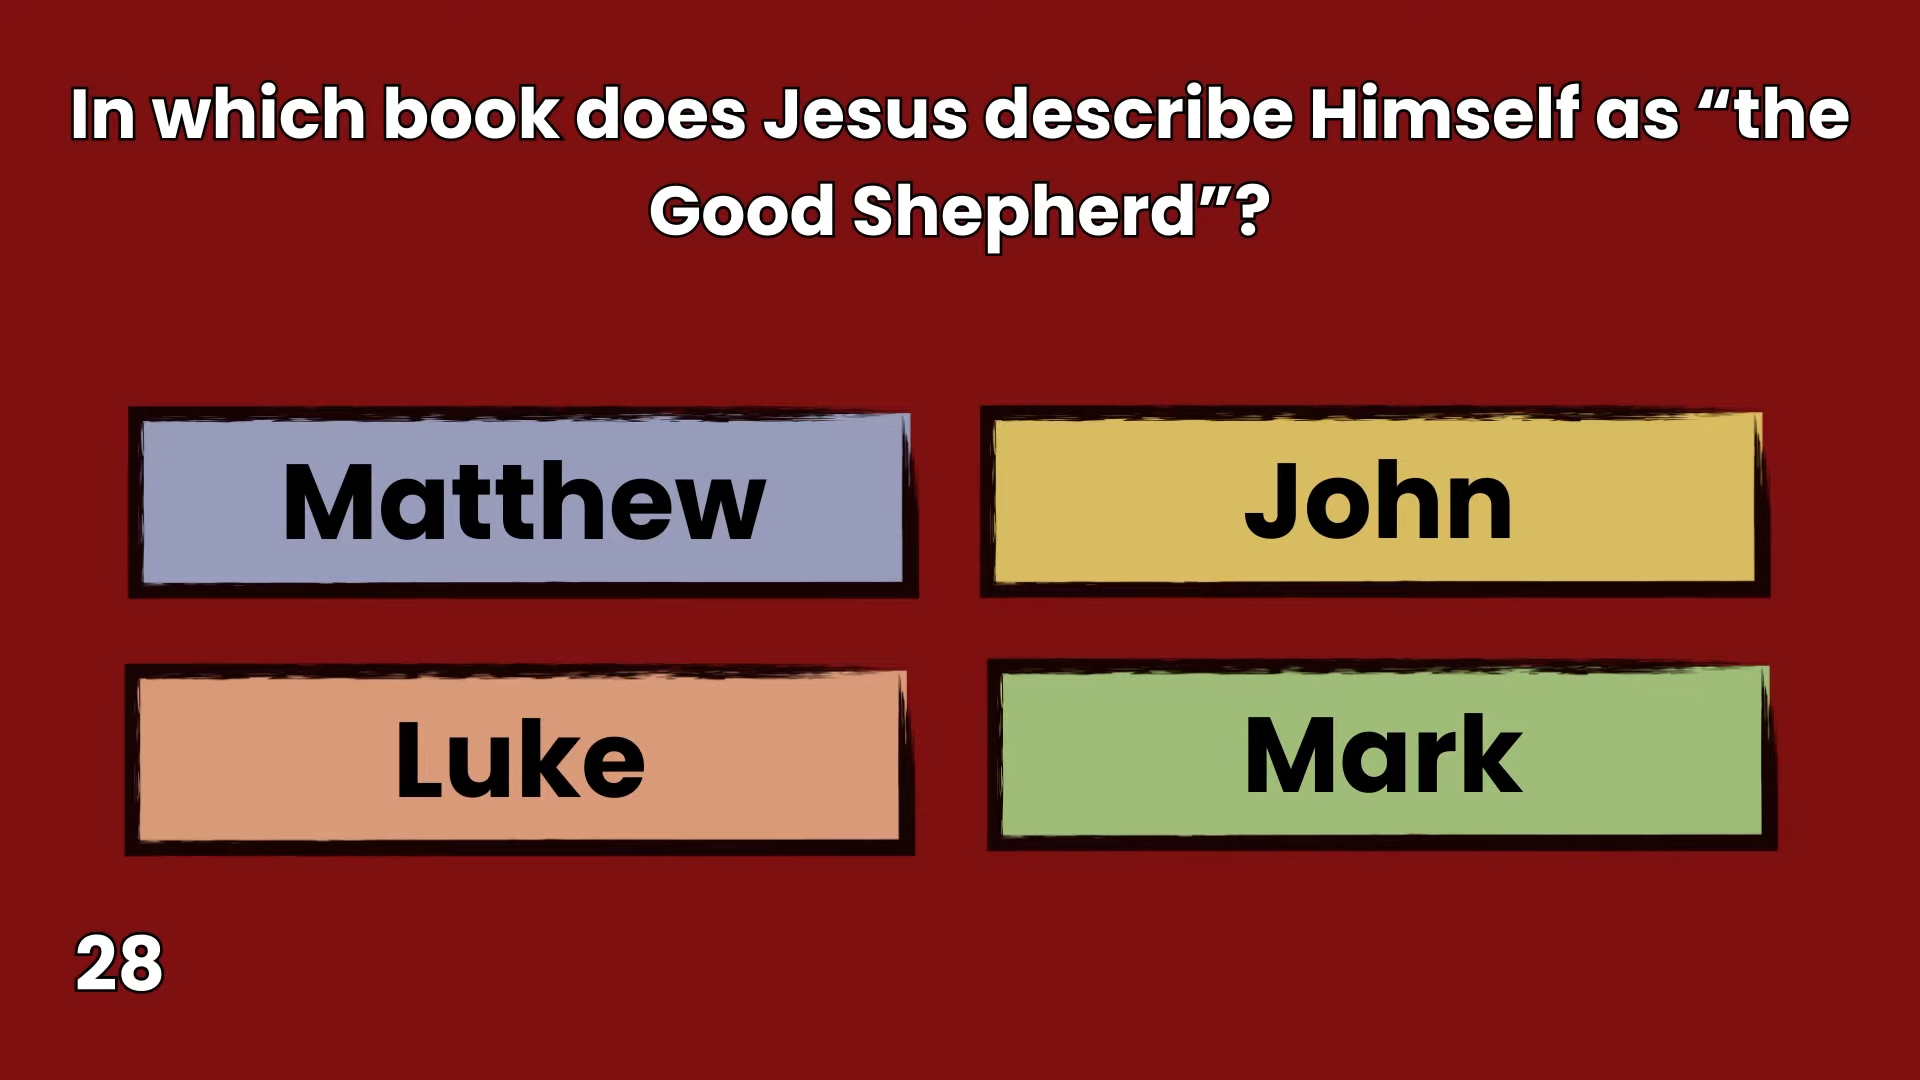 In which book does Jesus describe Himself as “the
Good Shepherd”?
Matthew
John
Luke
Mark
28